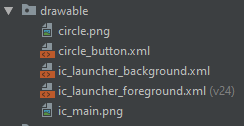 drawable
circle.png
circle_button.xml
ic_launcher_background.xml
ic_launcher_foreground.xml (v24)
ic_main.png